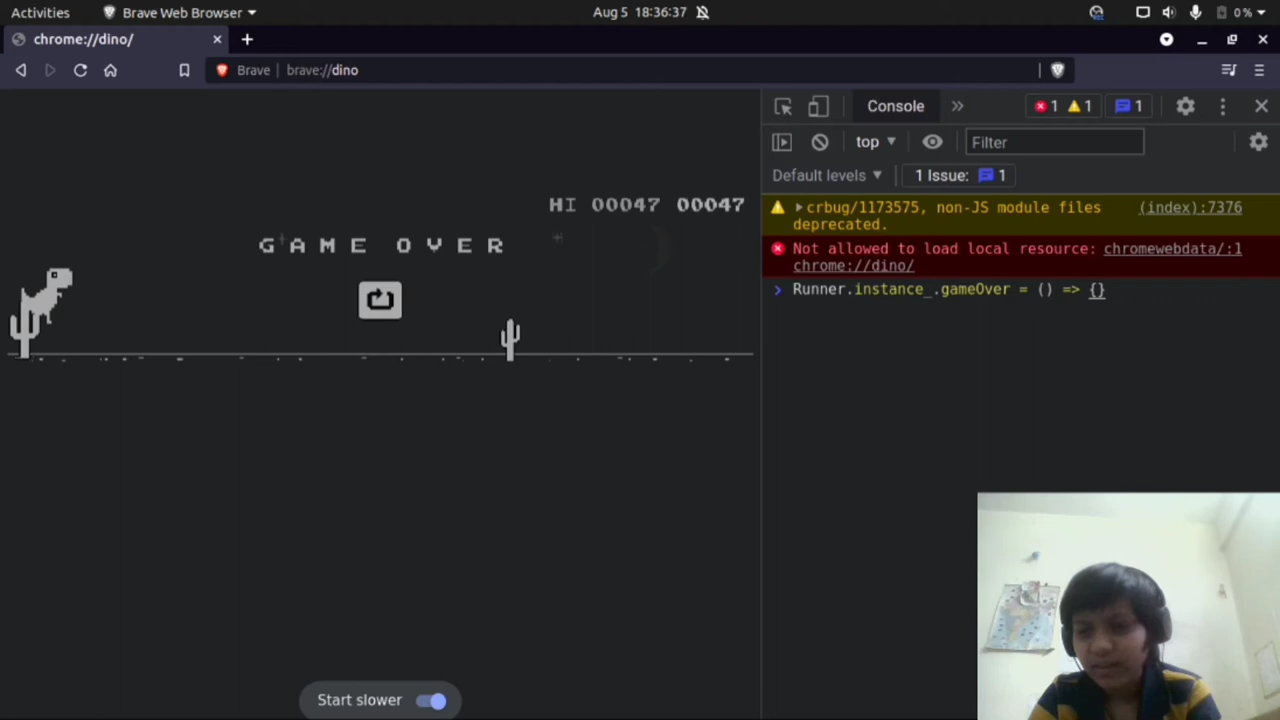 Activities Brave Web Browser Aug 5 18:36:37 0 %
chrome://dino/
Brave | brave://dino
Console 1 1 1
top Filter
Default levels 1 Issue: 1
crbug/1173575, non-JS module files (index):7376
deprecated.
Not allowed to load local resource: chromewebdata/:1
chrome://dino/
Runner.instance_.gameOver = () => {}
HI 00047 00047
GAME OVER
Start slower